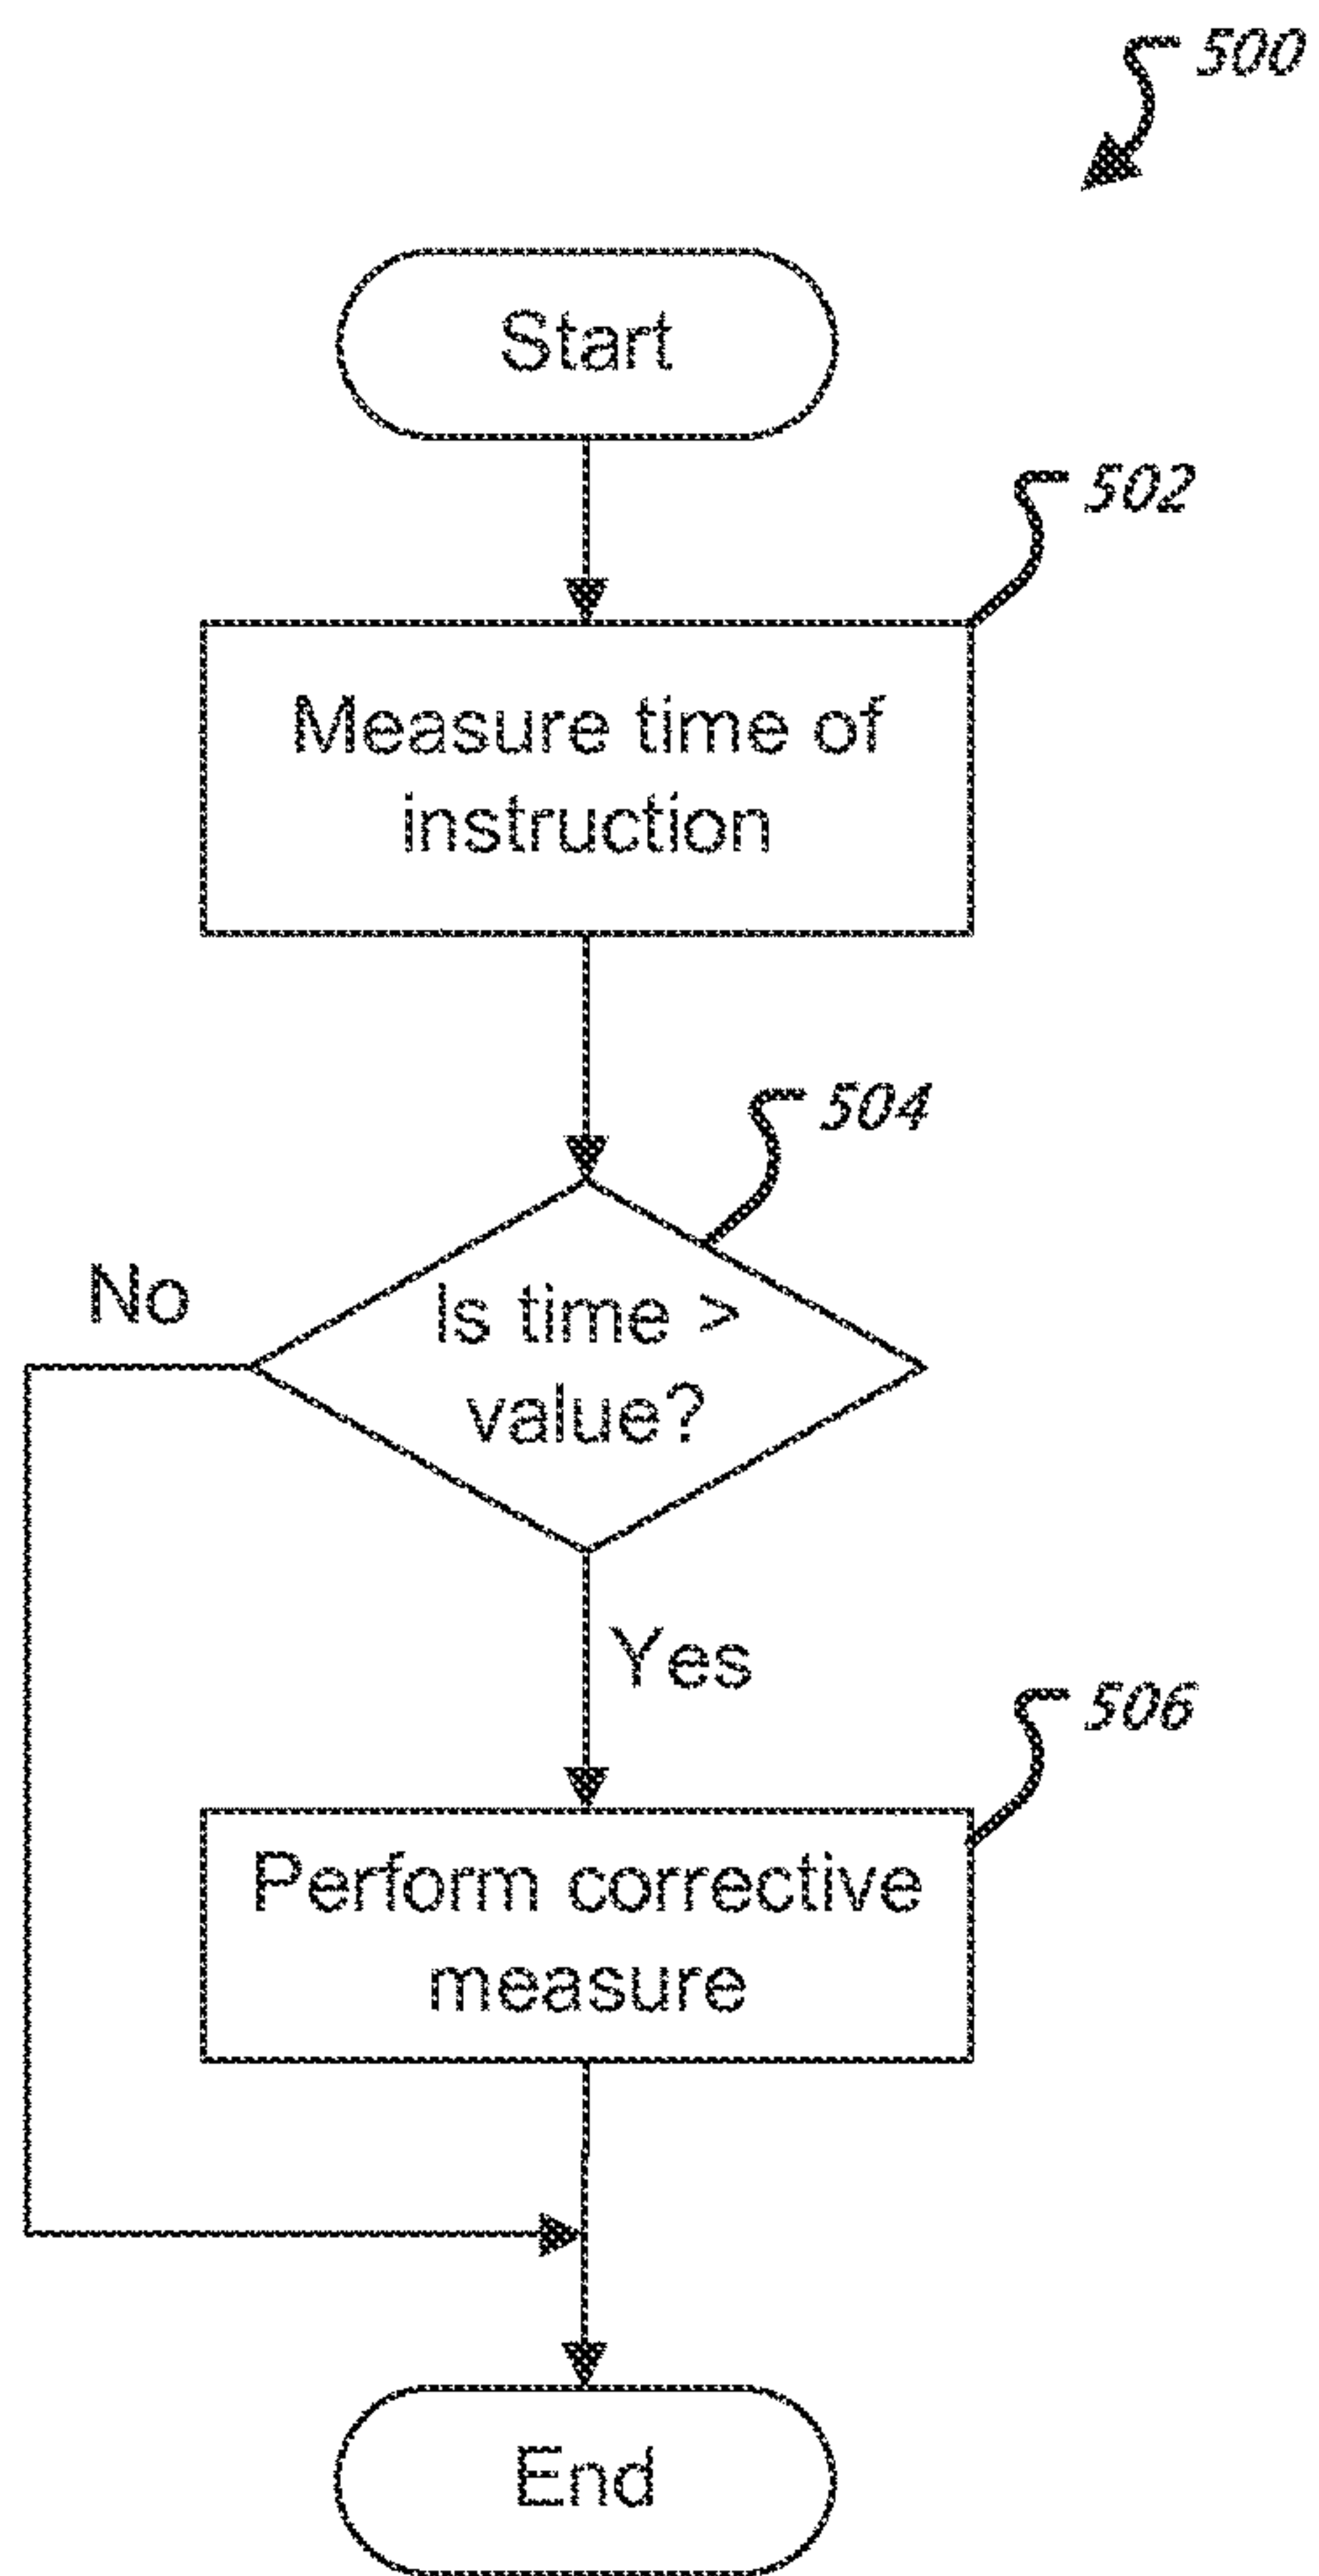 500
Start
502
Measure time of
instruction
504
No
Is time >
value?
Yes
506
Perform corrective
measure
End